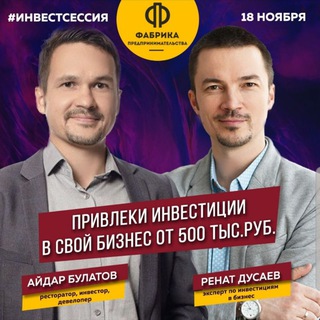 #ИНВЕСТСЕССИЯ
ФАБРИКА
ПРЕДПРИНИМАТЕЛЬСТВА
18 НОЯБРЯ
ПРИВЛЕКИ ИНВЕСТИЦИИ
В СВОЙ БИЗНЕС ОТ 500 ТЫС.РУБ.
АЙДАР БУЛАТОВ
ресторатор, инвестор,
девелопер
РЕНАТ ДУСАЕВ
эксперт по инвестициям
в бизнес